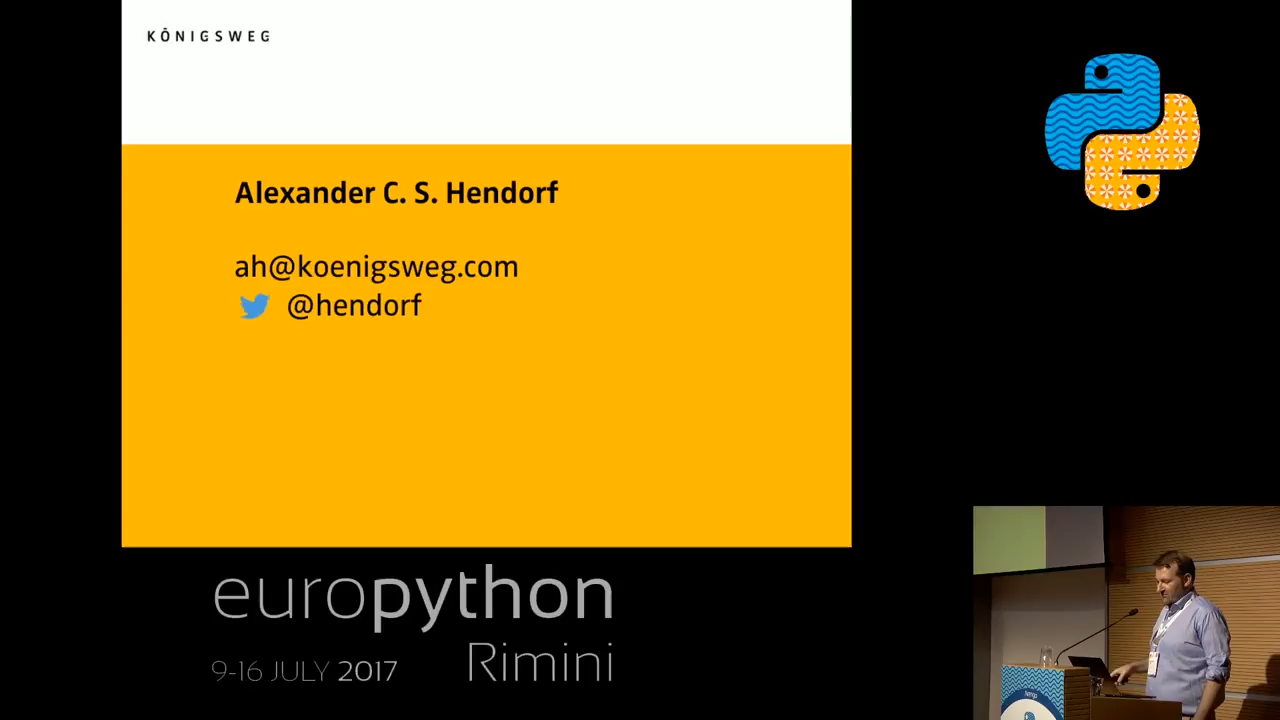 KÖNIGSWEG
Alexander C. S. Hendorf
ah@koenigsweg.com
@hendorf
europython
9-16 JULY 2017
Rimini